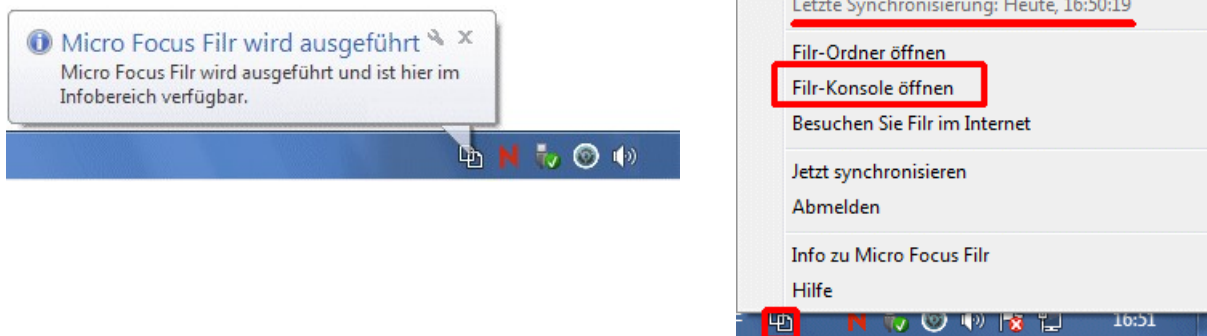 Micro Focus Filr wird ausgeführt
Micro Focus Filr wird ausgeführt und ist hier im
Infobereich verfügbar.
N
Letzte Synchronisierung: Heute, 16:50:19
Filr-Ordner öffnen
Filr-Konsole öffnen
Besuchen Sie Filr im Internet
Jetzt synchronisieren
Abmelden
Info zu Micro Focus Filr
Hilfe
N
16:51